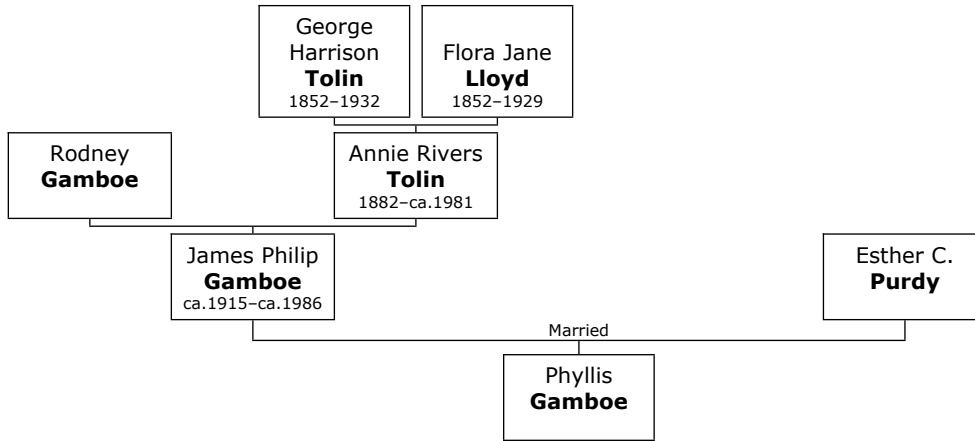 George
Harrison
Tolin
1852–1932
Flora Jane
Lloyd
1852–1929
Rodney
Gamboe
Annie Rivers
Tolin
1882–ca.1981
James Philip
Gamboe
ca.1915–ca.1986
Esther C.
Purdy
Married
Phyllis
Gamboe